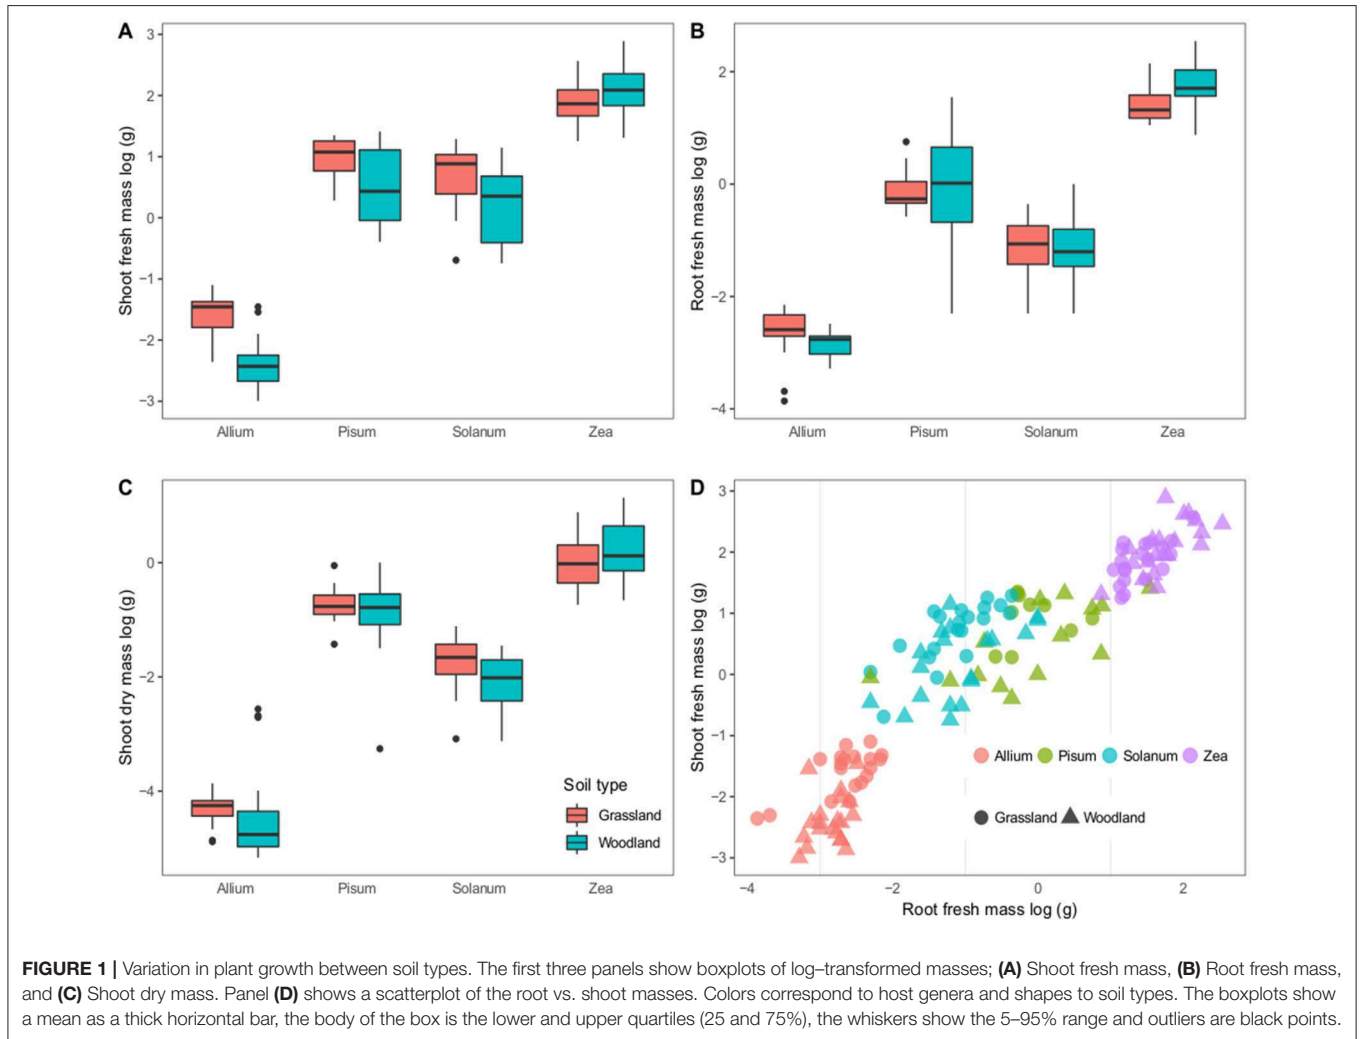 A
3
2
1
0
−1
−2
−3
Shoot fresh mass log (g)
Allium Pisum Solanum Zea
B
2
0
−2
−4
Root fresh mass log (g)
Allium Pisum Solanum Zea
C
0
−2
−4
Shoot dry mass log (g)
Soil type
Grassland
Woodland
Allium Pisum Solanum Zea
D
3
2
1
0
−1
−2
−3
Shoot fresh mass log (g)
Allium Pisum Solanum Zea
Grassland Woodland
−4 −2 0 2
Root fresh mass log (g)
FIGURE 1 | Variation in plant growth between soil types. The first three panels show boxplots of log–transformed masses; (A) Shoot fresh mass, (B) Root fresh mass,
and (C) Shoot dry mass. Panel (D) shows a scatterplot of the root vs. shoot masses. Colors correspond to host genera and shapes to soil types. The boxplots show
a mean as a thick horizontal bar, the body of the box is the lower and upper quartiles (25 and 75%), the whiskers show the 5–95% range and outliers are black points.